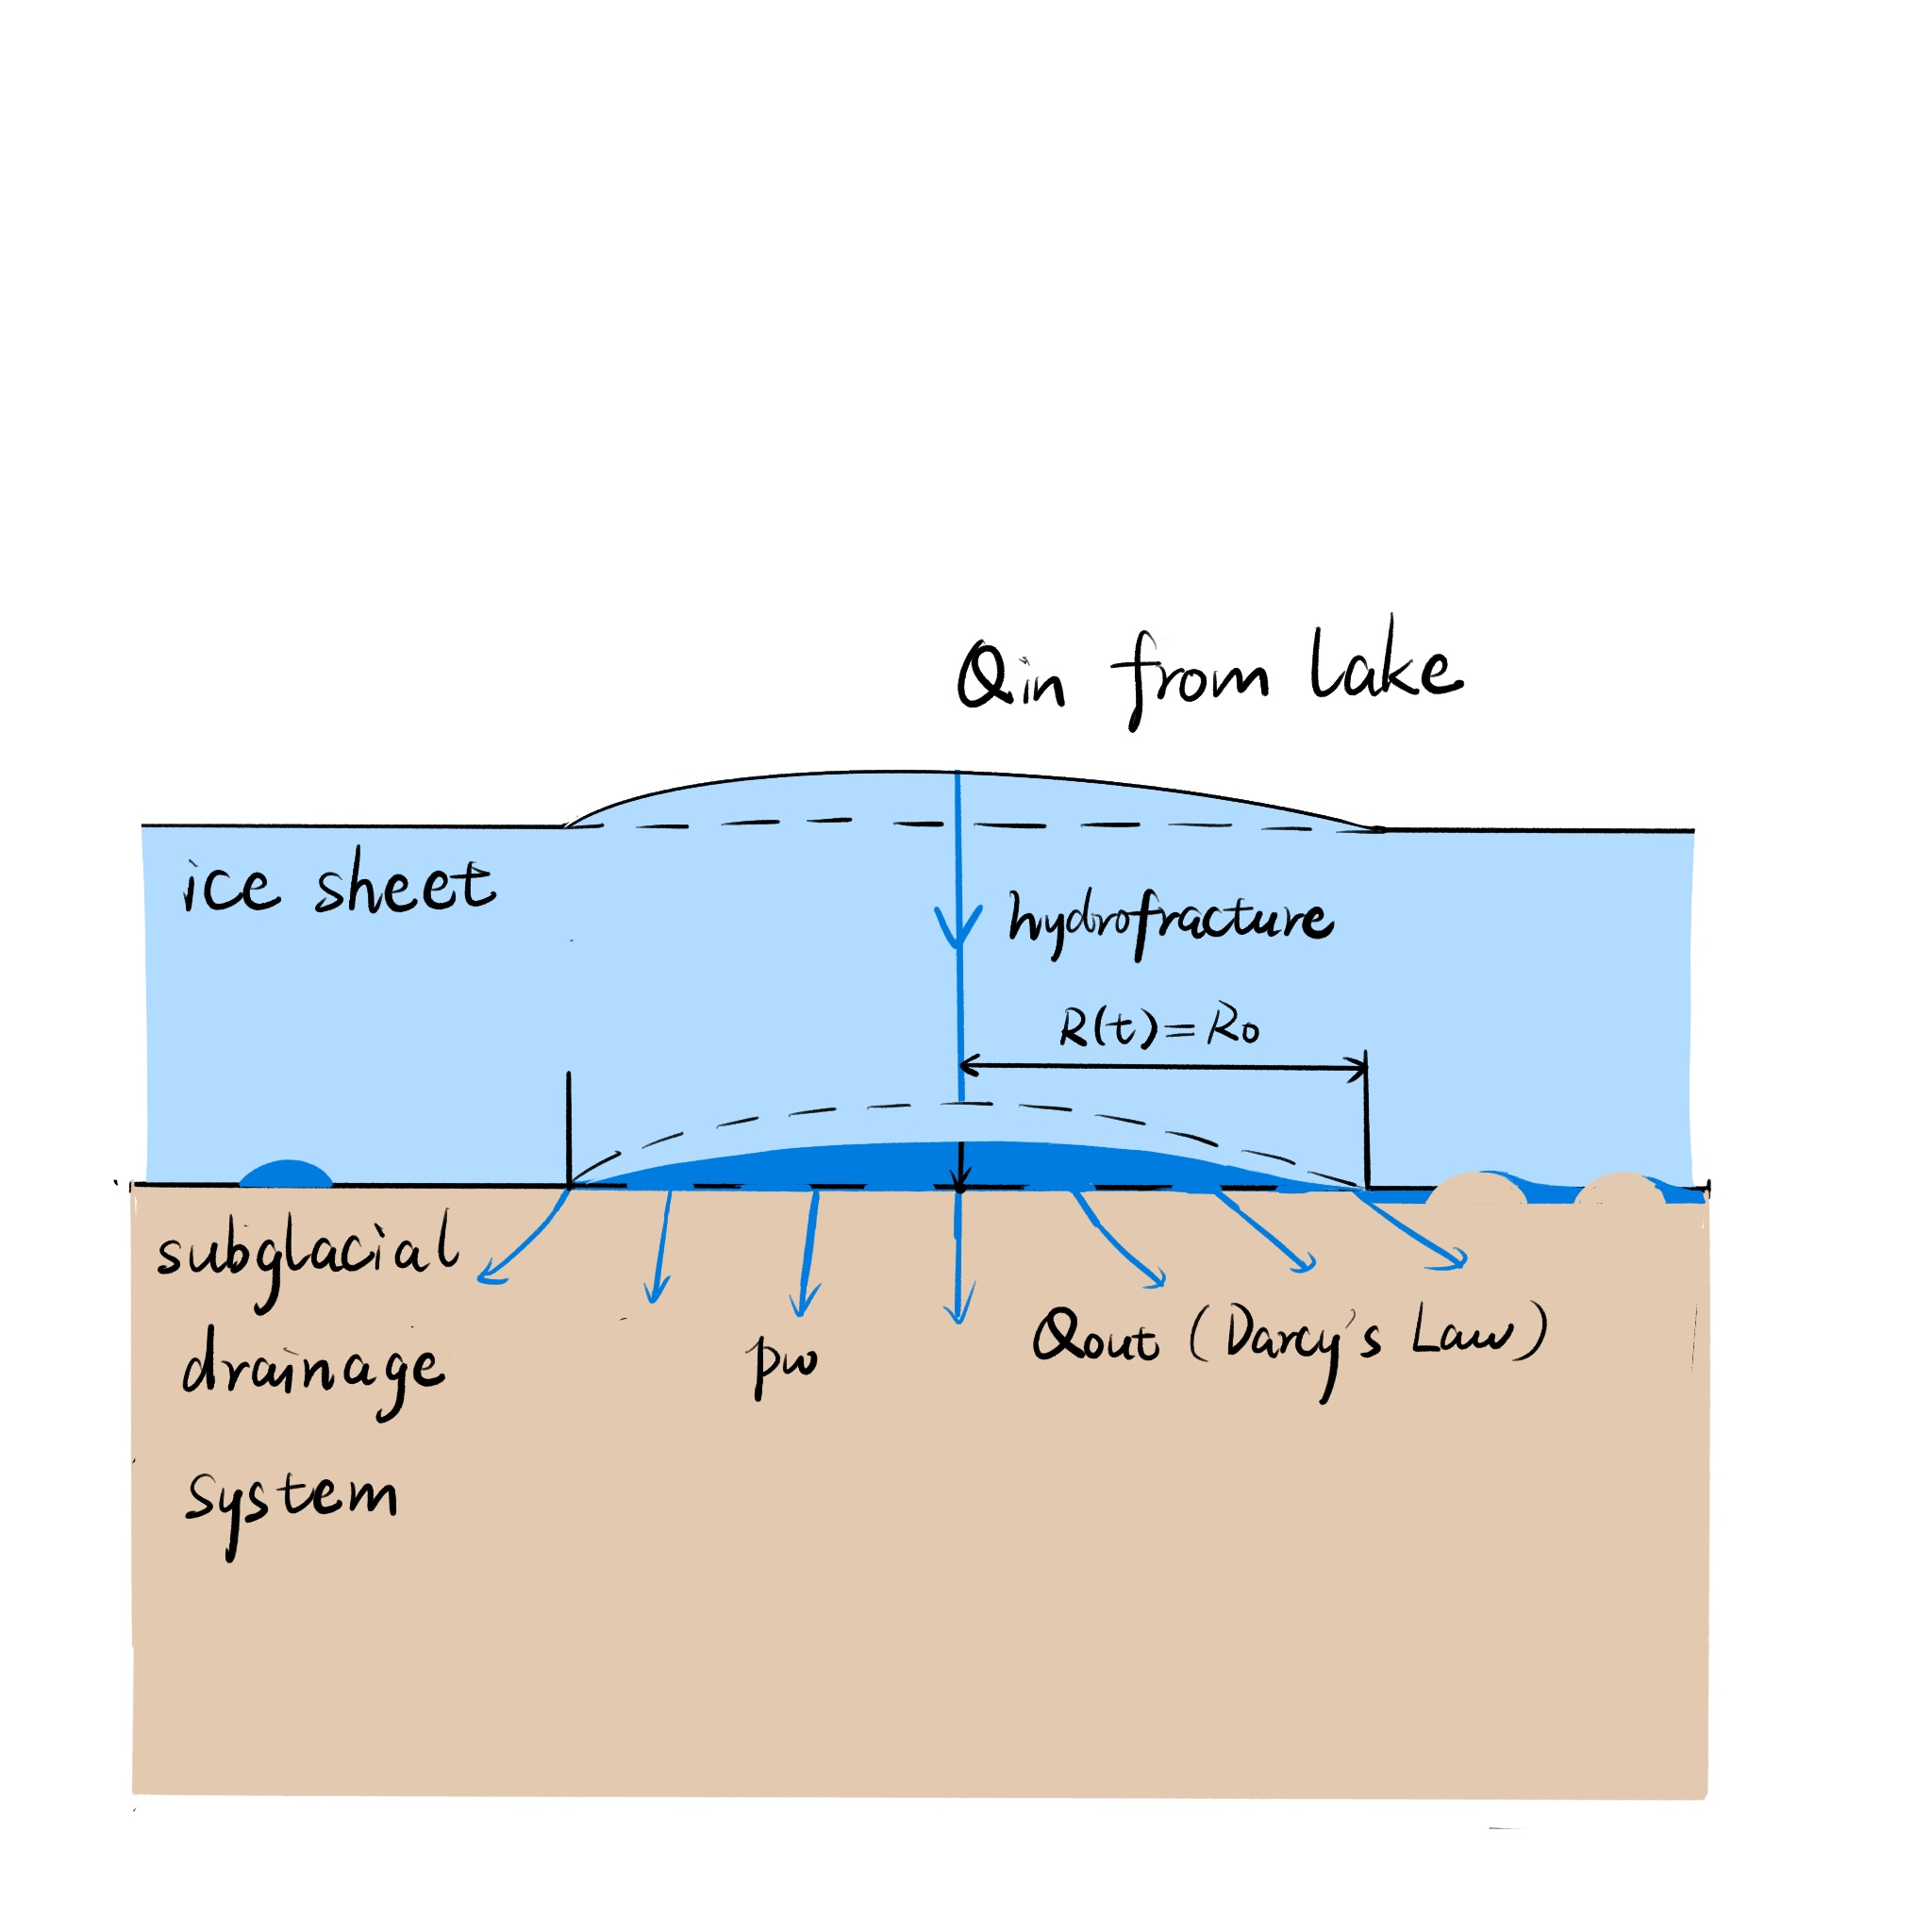 Qin from lake
ice sheet
hydrofracture
R(t)=R0
subglacial
drainage
system
pw
Qout (Darcy's Law)